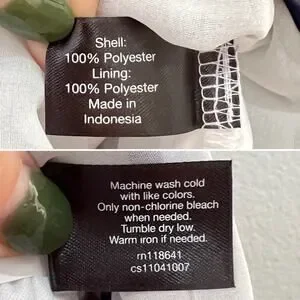 Shell:
100% Polyester
Lining:
100% Polyester
Made in
Indonesia
Machine wash cold
with like colors.
Only non-chlorine bleach
when needed.
Tumble dry low.
Warm iron if needed.
rn118641
cs11041007